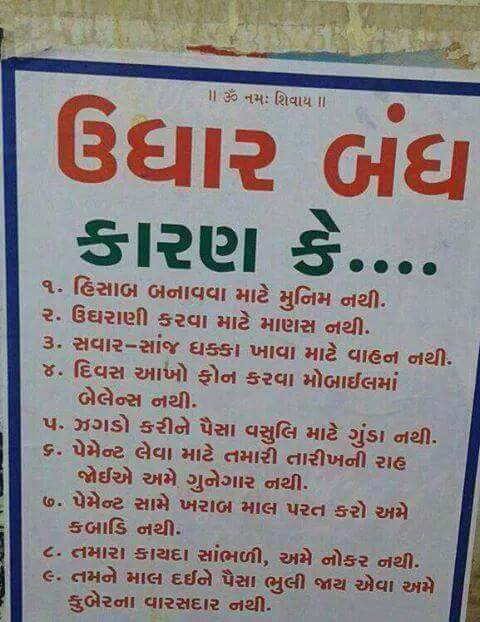 ॥ ૐ નમઃ શિવાય ॥
ઉધાર બંધ
કારણ કે....
૧. હિસાબ બનાવવા માટે મુનિમ નથી.
૨. ઉઘરાણી કરવા માટે માણસ નથી.
૩. સવાર-સાંજ ધક્કા ખાવા માટે વાહન નથી.
૪. દિવસ આખો ફોન કરવા મોબાઈલમાં
બેલેન્સ નથી.
૫. ઝગડો કરીને પૈસા વસુલિ માટે ગુંડા નથી.
૬. પેમેન્ટ લેવા માટે તમારી તારીખની રાહ
જોઈએ અમે ગુનેગાર નથી.
૭. પેમેન્ટ સામે ખરાબ માલ પરત કરો અમે
કબાડિ નથી.
૮. તમારા કાયદા સાંભળી, અમે નોકર નથી.
૯. તમને માલ દઈને પૈસા ભુલી જાય એવા અમે
કુબેરના વારસદાર નથી.